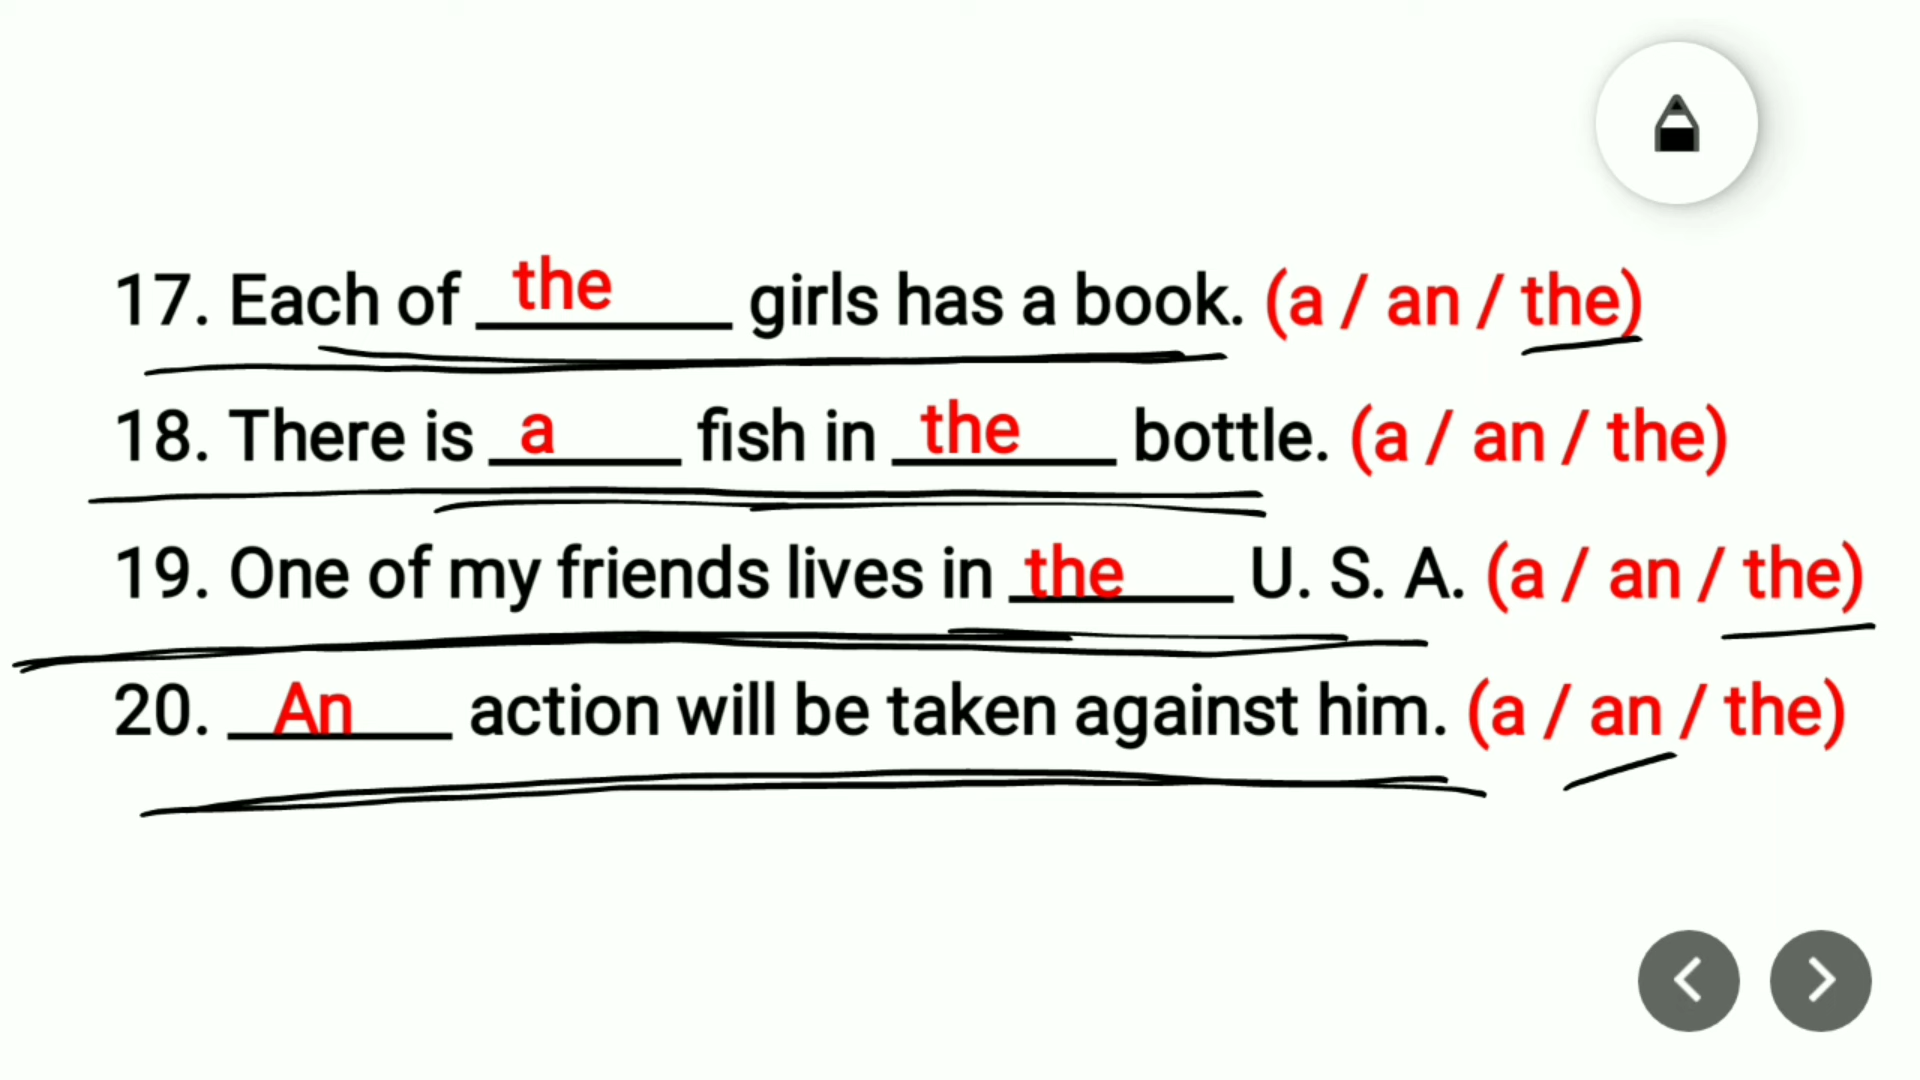 17. Each of the girls has a book. (a / an / the)
18. There is a fish in the bottle. (a / an / the)
19. One of my friends lives in the U. S. A. (a / an / the)
20. An action will be taken against him. (a / an / the)